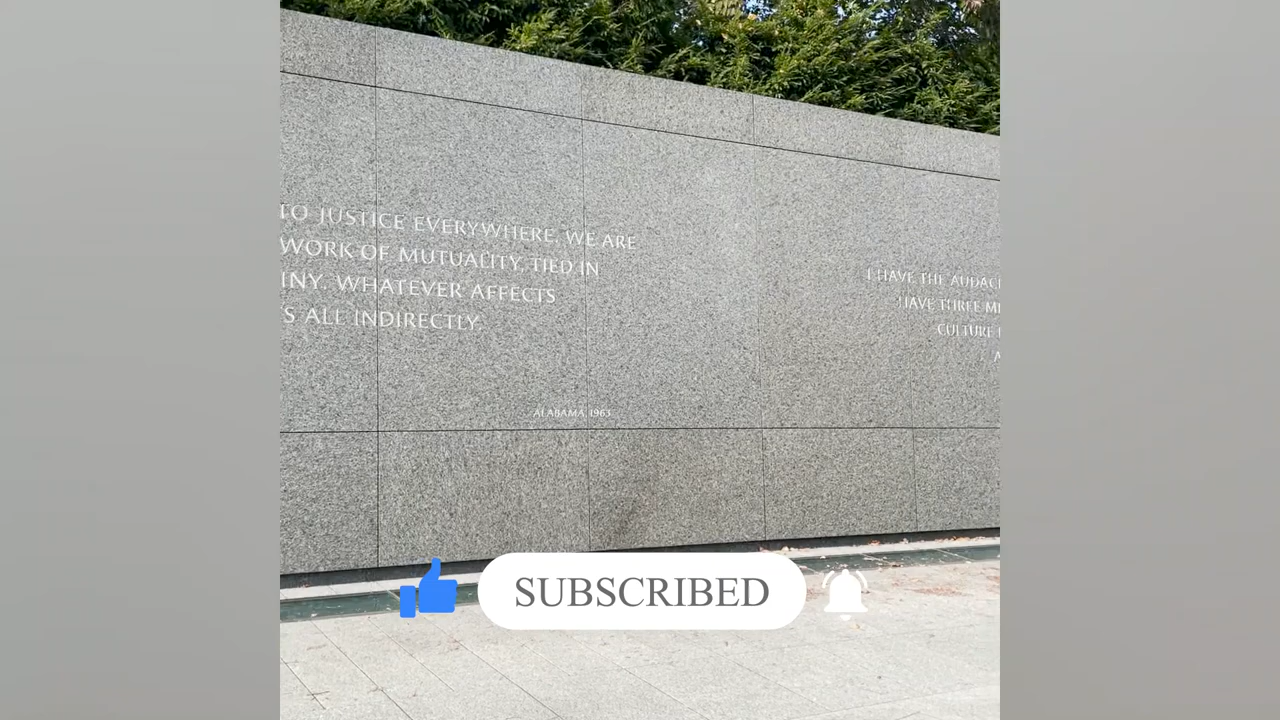 TO JUSTICE EVERYWHERE. WE ARE
WORK OF MUTUALITY, TIED IN
INY. WHATEVER AFFECTS
S ALL INDIRECTLY.
ALABAMA, 1963
I HAVE THE AUDAC
HAVE THREE ME
CULTURE
A
SUBSCRIBED